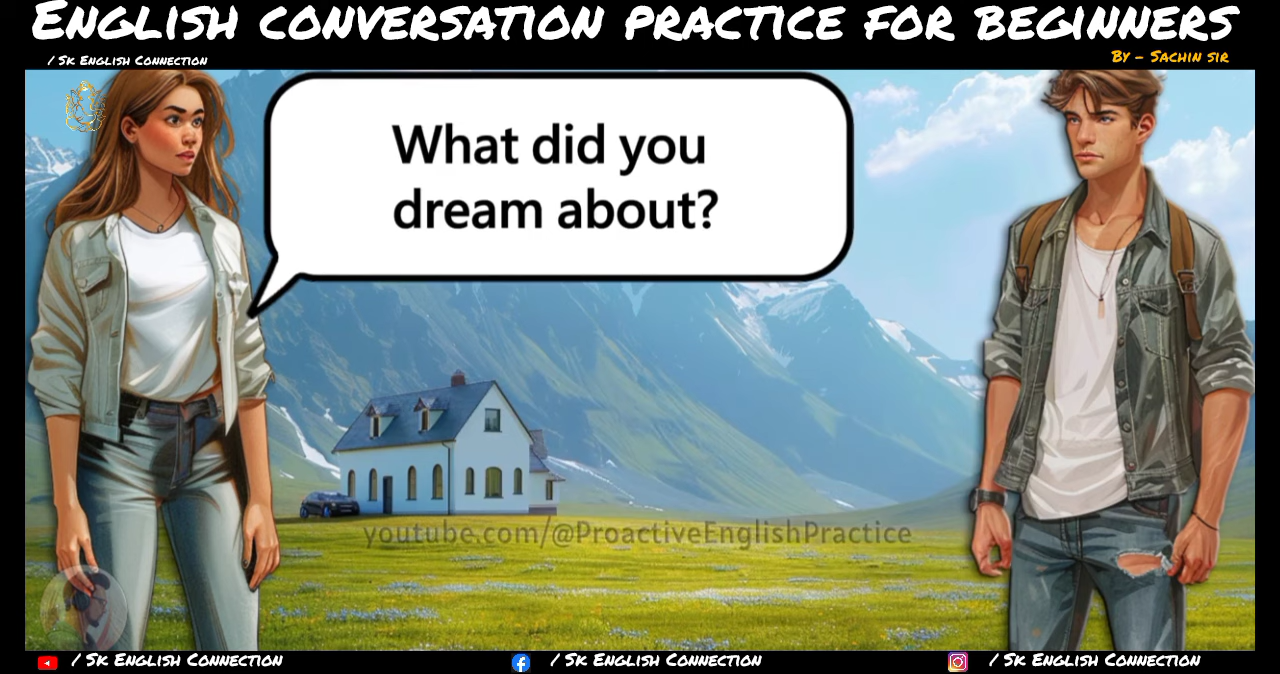 English conversation practice for beginners
/ Sk English Connection
By - Sachin sir
What did you
dream about?
youtube.com/@ProactiveEnglishPractice
/ Sk English Connection
/ Sk English Connection
/ Sk English Connection